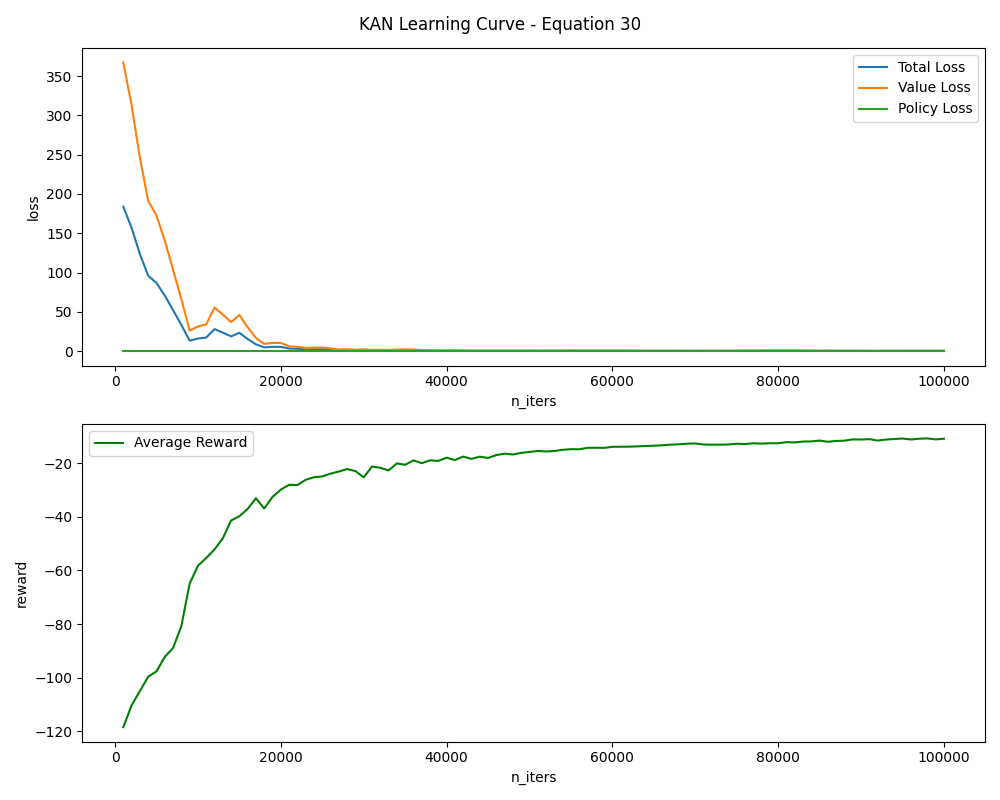 KAN Learning Curve - Equation 30
350
300
250
200
150
100
50
0
loss
Total Loss
Value Loss
Policy Loss
0 20000 40000 60000 80000 100000
n_iters
Average Reward
−20
−40
−60
−80
−100
−120
reward
0 20000 40000 60000 80000 100000
n_iters